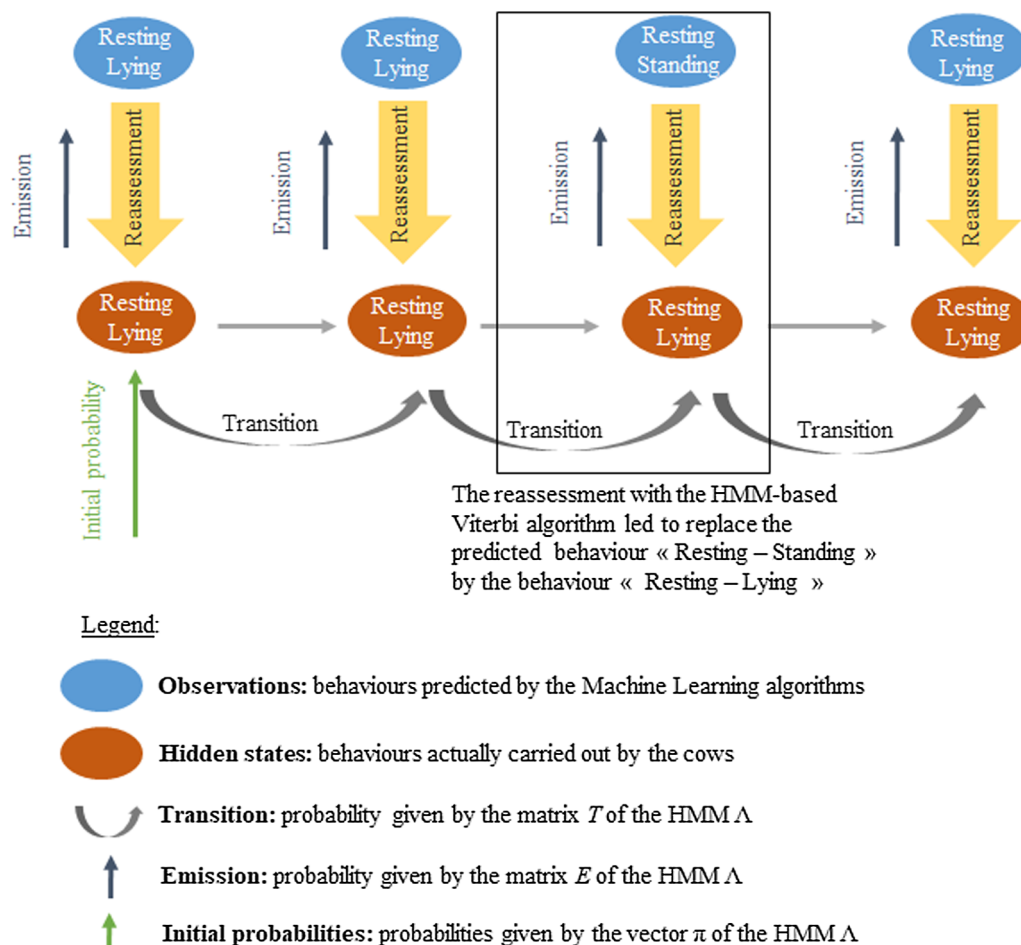 Resting
Lying
Resting
Lying
Resting
Standing
Resting
Lying
Emission
Reassessment
Emission
Reassessment
Emission
Reassessment
Emission
Reassessment
Resting
Lying
Resting
Lying
Resting
Lying
Resting
Lying
Initial probability
Transition
Transition
Transition
The reassessment with the HMM-based
Viterbi algorithm led to replace the
predicted behaviour « Resting – Standing »
by the behaviour « Resting – Lying »
Legend:
Observations: behaviours predicted by the Machine Learning algorithms
Hidden states: behaviours actually carried out by the cows
Transition: probability given by the matrix T of the HMM Λ
Emission: probability given by the matrix E of the HMM Λ
Initial probabilities: probabilities given by the vector π of the HMM Λ